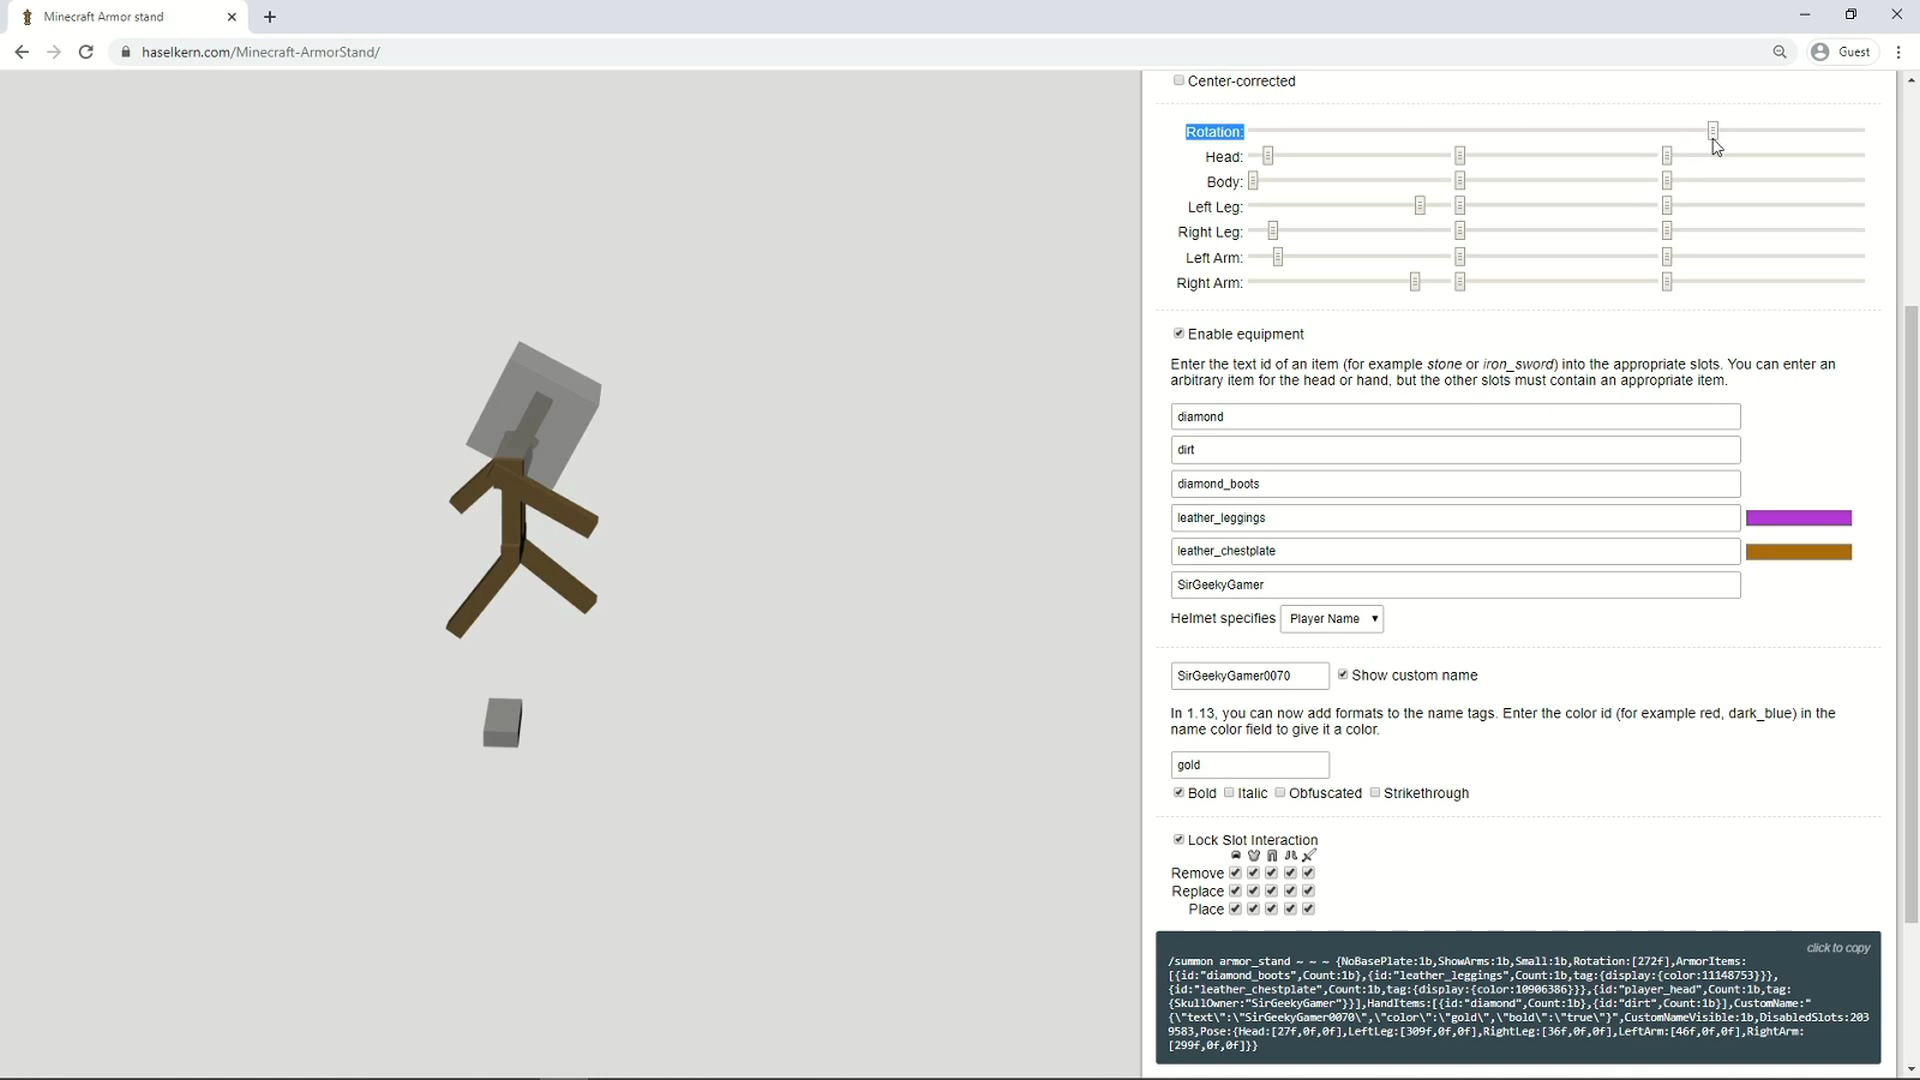 Minecraft Armor stand
haselkern.com/Minecraft-ArmorStand/
Guest
Center-corrected
Rotation:
Head:
Body:
Left Leg:
Right Leg:
Left Arm:
Right Arm:
Enable equipment
Enter the text id of an item (for example stone or iron_sword) into the appropriate slots. You can enter an
arbitrary item for the head or hand, but the other slots must contain an appropriate item.
diamond
dirt
diamond_boots
leather_leggings
leather_chestplate
SirGeekyGamer
Helmet specifies Player Name
SirGeekyGamer0070 Show custom name
In 1.13, you can now add formats to the name tags. Enter the color id (for example red, dark_blue) in the
name color field to give it a color.
gold
Bold Italic Obfuscated Strikethrough
Lock Slot Interaction
Remove
Replace
Place
click to copy
/summon armor_stand ~ ~ ~ {NoBasePlate:1b,ShowArms:1b,Small:1b,Rotation:[272f],ArmorItems:
[{id:"diamond_boots",Count:1b},{id:"leather_leggings",Count:1b,tag:{display:{color:11148753}}},
{id:"leather_chestplate",Count:1b,tag:{display:{color:10906386}}},{id:"player_head",Count:1b,tag:
{SkullOwner:"SirGeekyGamer"}}],HandItems:[{id:"diamond",Count:1b},{id:"dirt",Count:1b}],CustomName:"
{\"text\":\"SirGeekyGamer0070\",\"color\":\"gold\",\"bold\":\"true\"}",CustomNameVisible:1b,DisabledSlots:203
9583,Pose:{Head:[27f,0f,0f],LeftLeg:[309f,0f,0f],RightLeg:[36f,0f,0f],LeftArm:[46f,0f,0f],RightArm:
[299f,0f,0f]}}